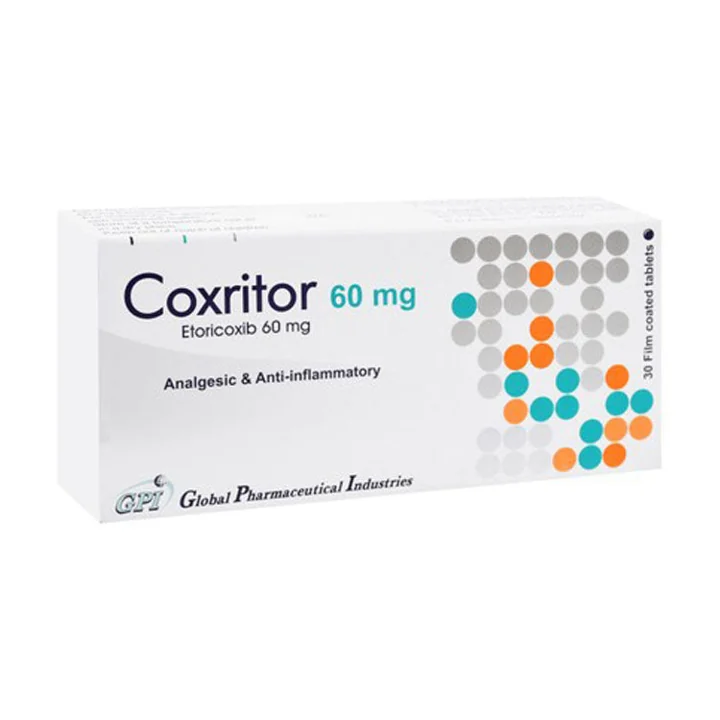 Coxritor 60 mg
Etoricoxib 60 mg
Analgesic & Anti-inflammatory
GPI Global Pharmaceutical Industries
30 Film coated tablets